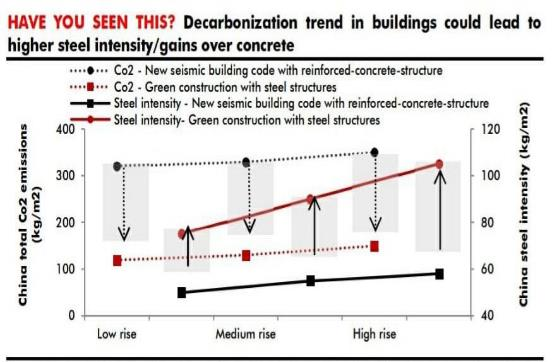 HAVE YOU SEEN THIS? Decarbonization trend in buildings could lead to
higher steel intensity/gains over concrete
Co2 - New seismic building code with reinforced-concrete-structure
Co2 - Green construction with steel structures
Steel intensity - New seismic building code with reinforced-concrete-structure
Steel intensity- Green construction with steel structures
China total Co2 emissions
(kg/m2)
400
300
200
100
0
120
100
80
60
40
China steel intensity (kg/m2)
Low rise
Medium rise
High rise